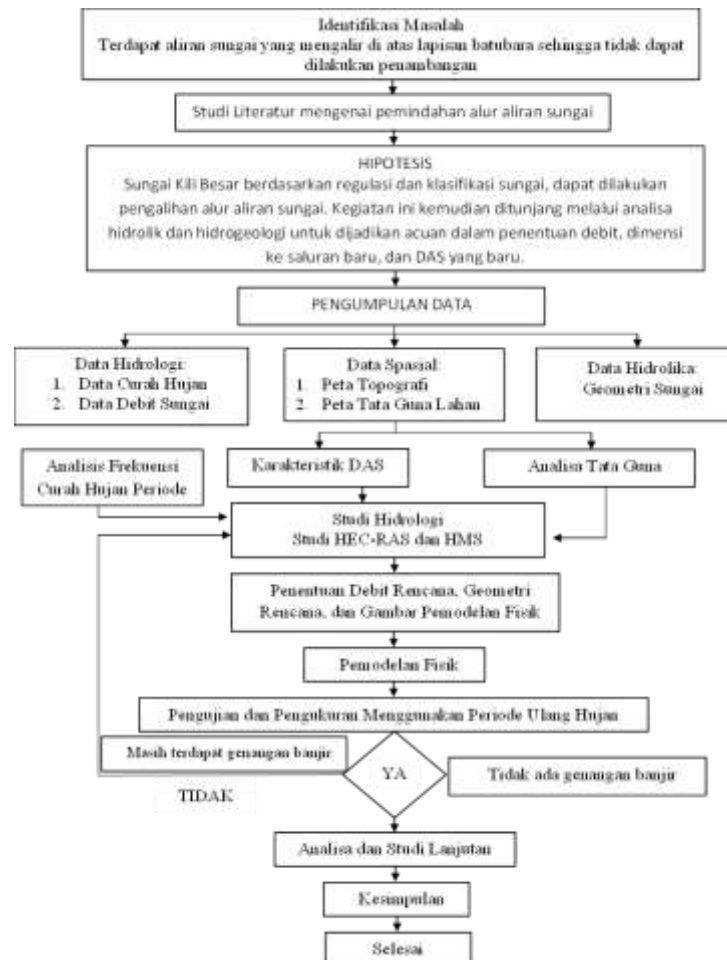 Identifikasi Masalah
Terdapat aliran sungai yang mengalir di atas lapisan batubara sehingga tidak dapat
dilakukan penambangan
Studi Literatur mengenai pemindahan alur aliran sungai
HIPOTESIS
Sungai Kili Besar berdasarkan regulasi dan klasifikasi sungai, dapat dilakukan
pengalihan alur aliran sungai. Kegiatan ini kemudian ditunjang melalui analisa
hidrolik dan hidrogeologi untuk dijadikan acuan dalam penentuan debit, dimensi
ke saluran baru, dan DAS yang baru.
PENGUMPULAN DATA
Data Hidrologi:
1. Data Curah Hujan
2. Data Debit Sungai
Data Spasial:
1. Peta Topografi
2. Peta Tata Guna Lahan
Data Hidrolika:
Geometri Sungai
Analisis Frekuensi
Curah Hujan Periode
Karakteristik DAS
Analisa Tata Guna
Studi Hidrologi
Studi HEC-RAS dan HMS
Penentuan Debit Rencana, Geometri
Rencana, dan Gambar Pemodelan Fisik
Pemodelan Fisik
Pengujian dan Pengukuran Menggunakan Periode Ulang Hujan
Masih terdapat genangan banjir
YA
Tidak ada genangan banjir
TIDAK
Analisa dan Studi Lanjutan
Kesimpulan
Selesai